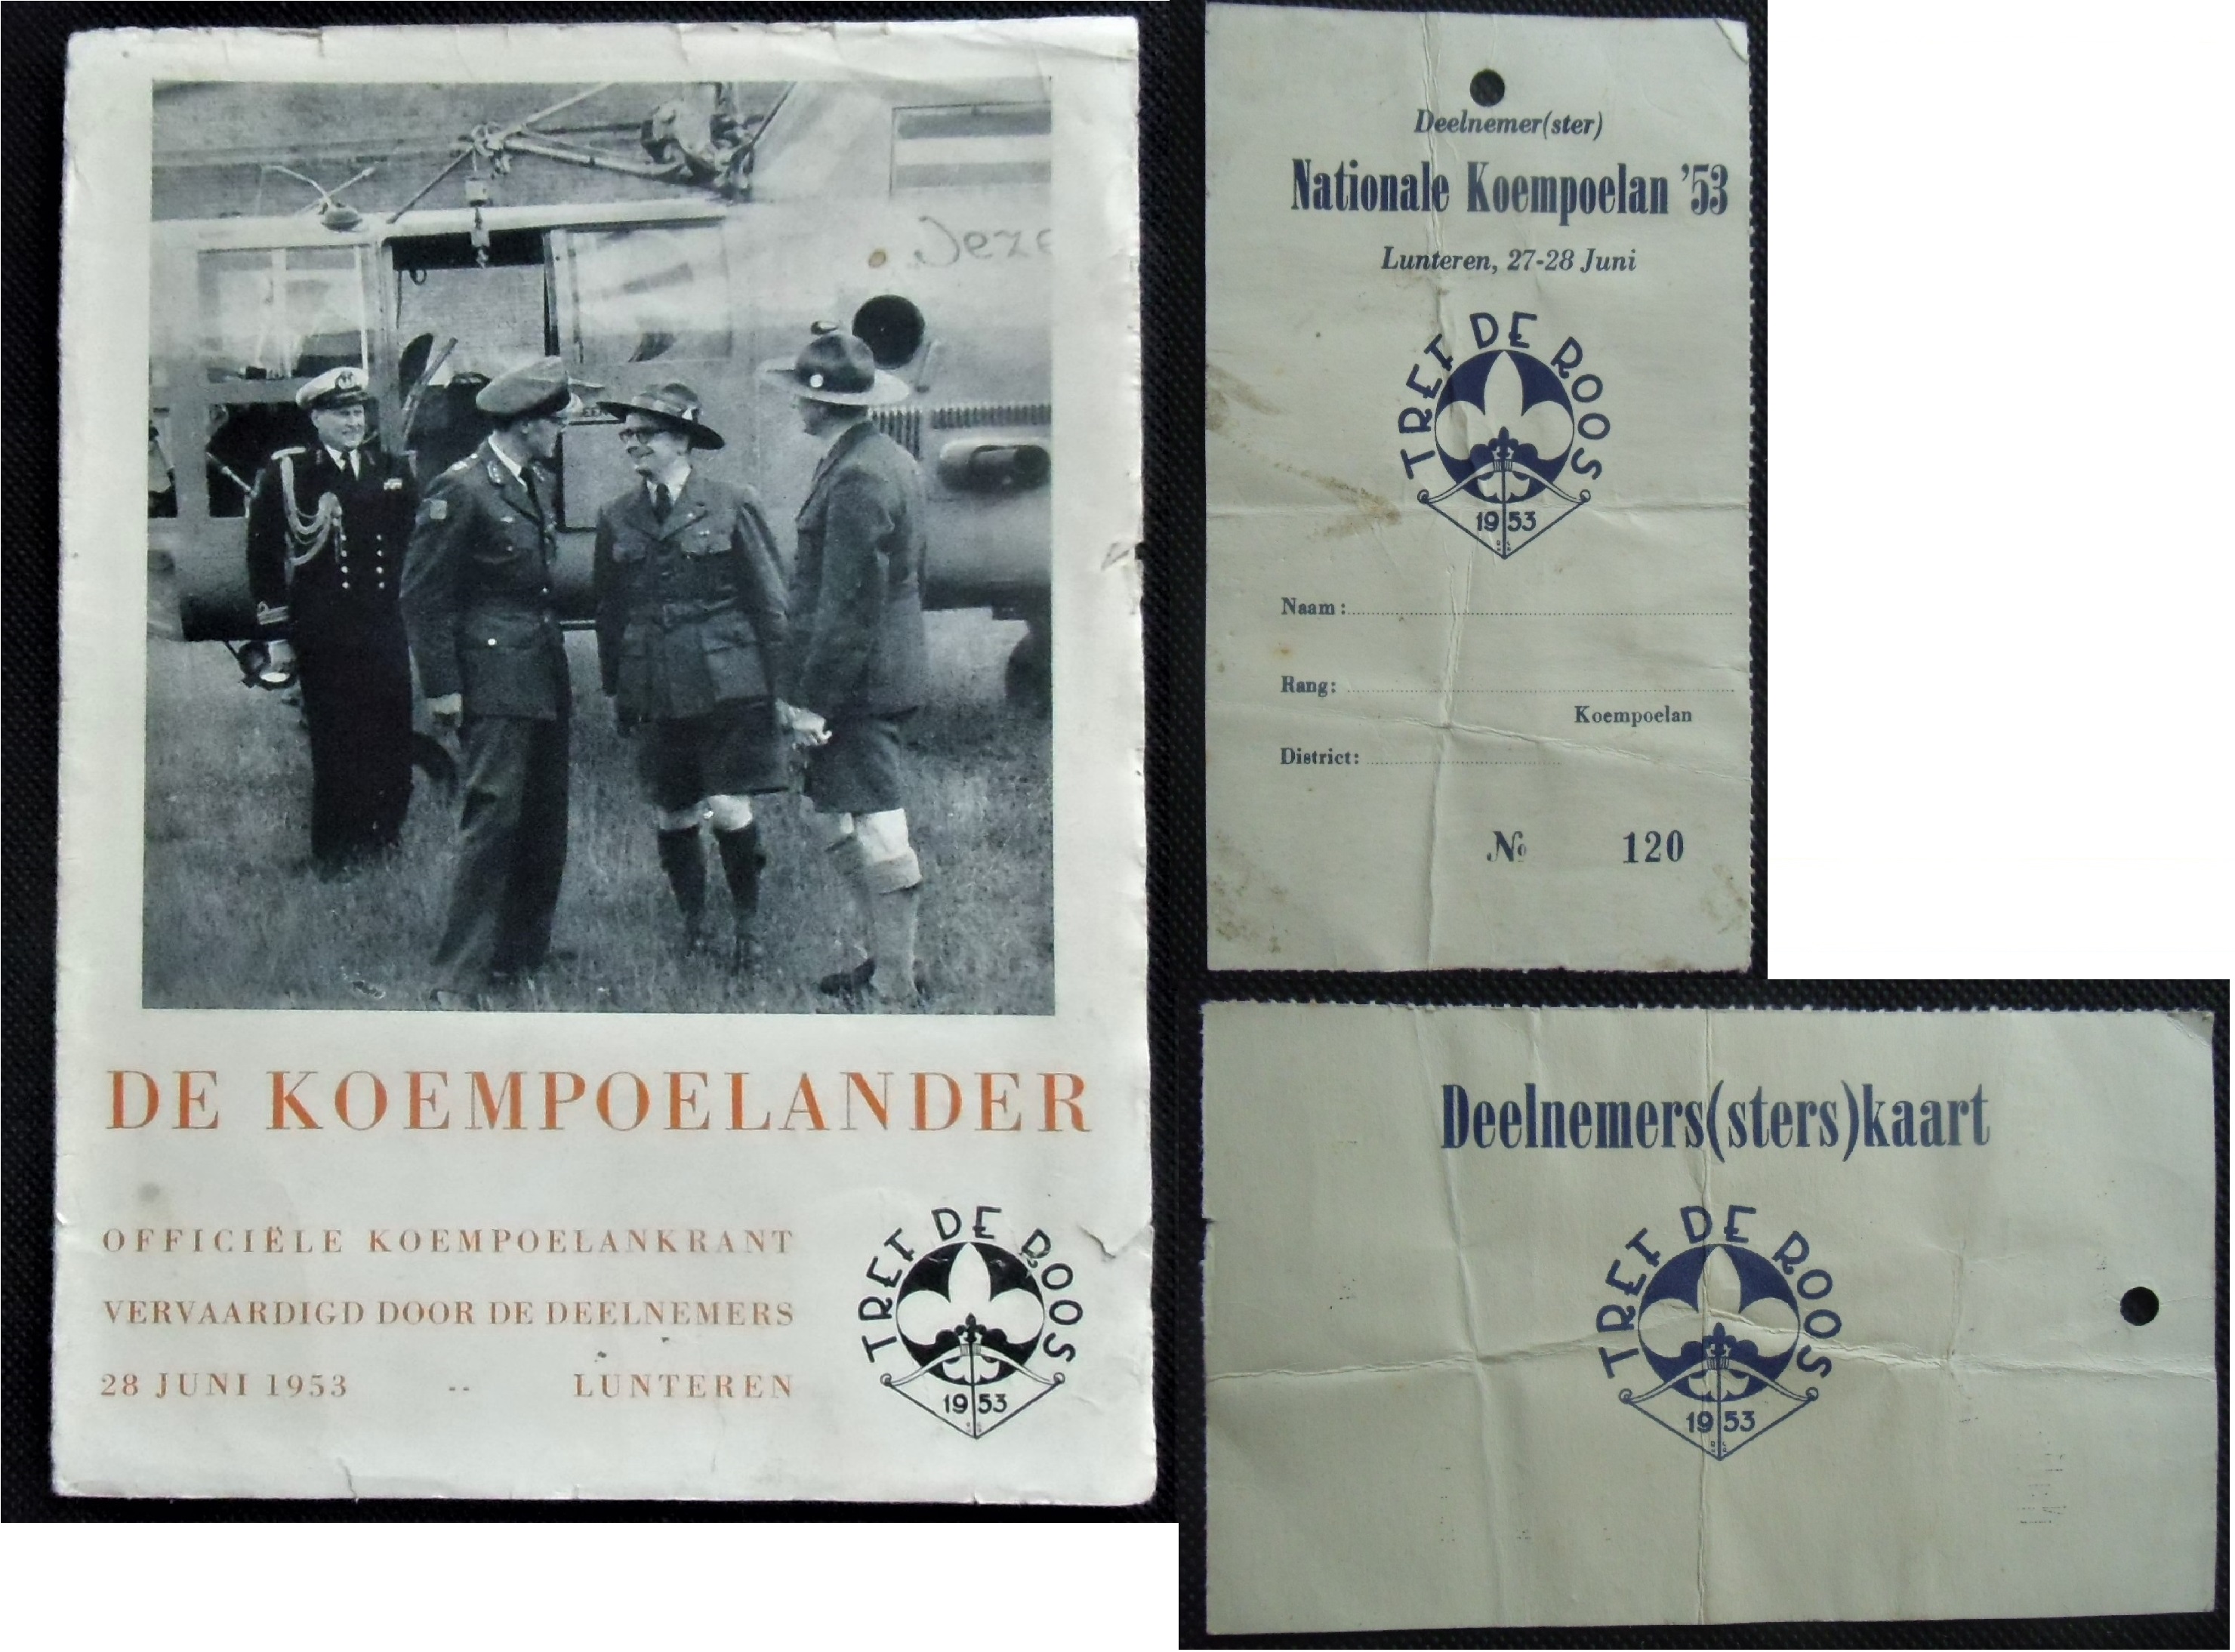 Deze
DE KOEMPOELANDER
OFFICIËLE KOEMPOELANKRANT
VERVAARDIGD DOOR DE DEELNEMERS
28 JUNI 1953 -- LUNTEREN
TREF DE ROOS
1953
Deelnemer(ster)
Nationale Koempoelan '53
Lunteren, 27-28 Juni
TREF DE ROOS
1953
Naam:
Rang:
Koempoelan
District:
№ 120
Deelnemers(sters)kaart
TREF DE ROOS
1953